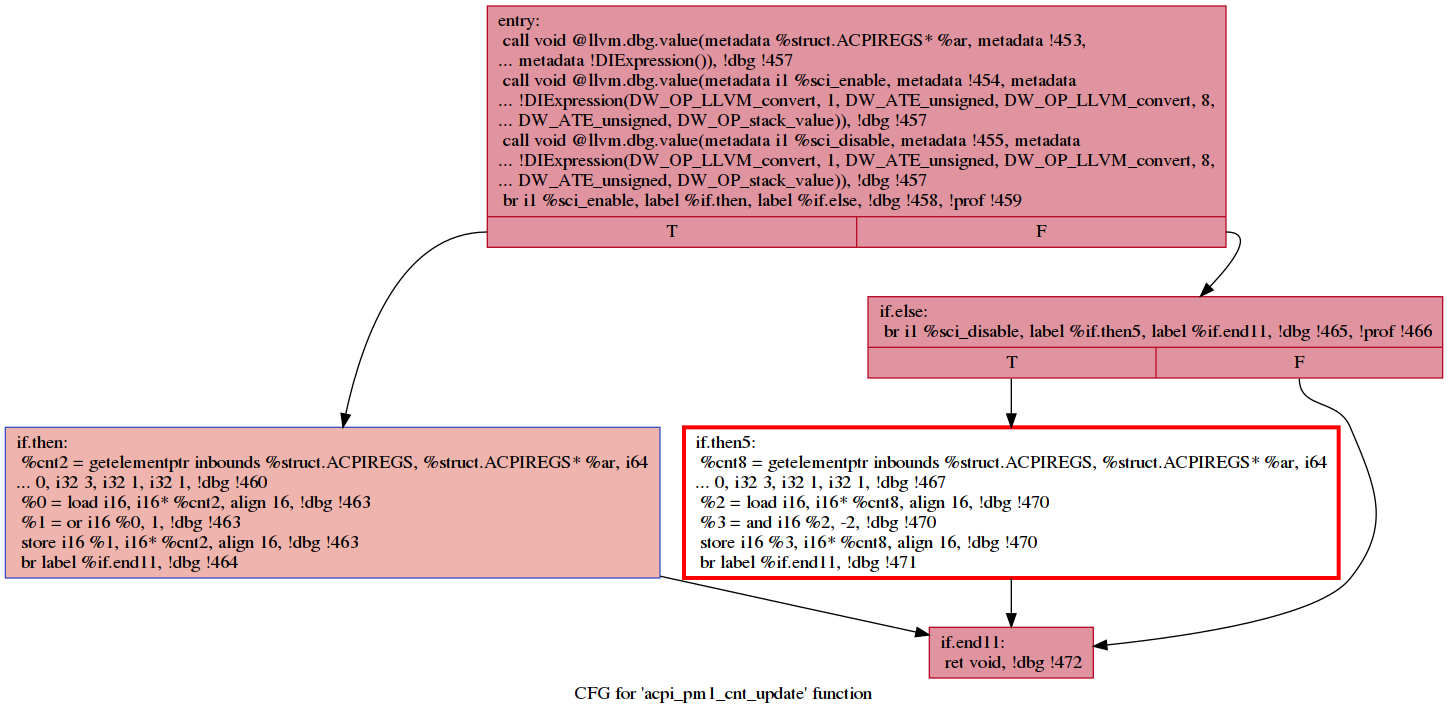 entry:
call void @llvm.dbg.value(metadata %struct.ACPIREGS* %ar, metadata !453,
... metadata !DIExpression()), !dbg !457
call void @llvm.dbg.value(metadata i1 %sci_enable, metadata !454, metadata
... !DIExpression(DW_OP_LLVM_convert, 1, DW_ATE_unsigned, DW_OP_LLVM_convert, 8,
... DW_ATE_unsigned, DW_OP_stack_value)), !dbg !457
call void @llvm.dbg.value(metadata i1 %sci_disable, metadata !455, metadata
... !DIExpression(DW_OP_LLVM_convert, 1, DW_ATE_unsigned, DW_OP_LLVM_convert, 8,
... DW_ATE_unsigned, DW_OP_stack_value)), !dbg !457
br i1 %sci_enable, label %if.then, label %if.else, !dbg !458, !prof !459
T F
if.else:
br i1 %sci_disable, label %if.then5, label %if.end11, !dbg !465, !prof !466
T F
if.then:
%cnt2 = getelementptr inbounds %struct.ACPIREGS, %struct.ACPIREGS* %ar, i64
... 0, i32 3, i32 1, i32 1, !dbg !460
%0 = load i16, i16* %cnt2, align 16, !dbg !463
%1 = or i16 %0, 1, !dbg !463
store i16 %1, i16* %cnt2, align 16, !dbg !463
br label %if.end11, !dbg !464
if.then5:
%cnt8 = getelementptr inbounds %struct.ACPIREGS, %struct.ACPIREGS* %ar, i64
... 0, i32 3, i32 1, i32 1, !dbg !467
%2 = load i16, i16* %cnt8, align 16, !dbg !470
%3 = and i16 %2, -2, !dbg !470
store i16 %3, i16* %cnt8, align 16, !dbg !470
br label %if.end11, !dbg !471
if.end11:
ret void, !dbg !472
CFG for 'acpi_pm1_cnt_update' function